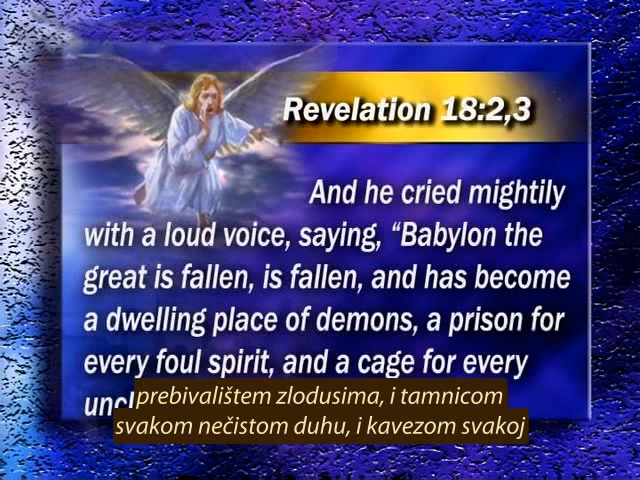 Revelation 18:2,3
And he cried mightily
with a loud voice, saying, “Babylon the
great is fallen, is fallen, and has become
a dwelling place of demons, a prison for
every foul spirit, and a cage for every
prebivalištem zlodusima, i tamnicom
svakom nečistom duhu, i kavezom svakoj